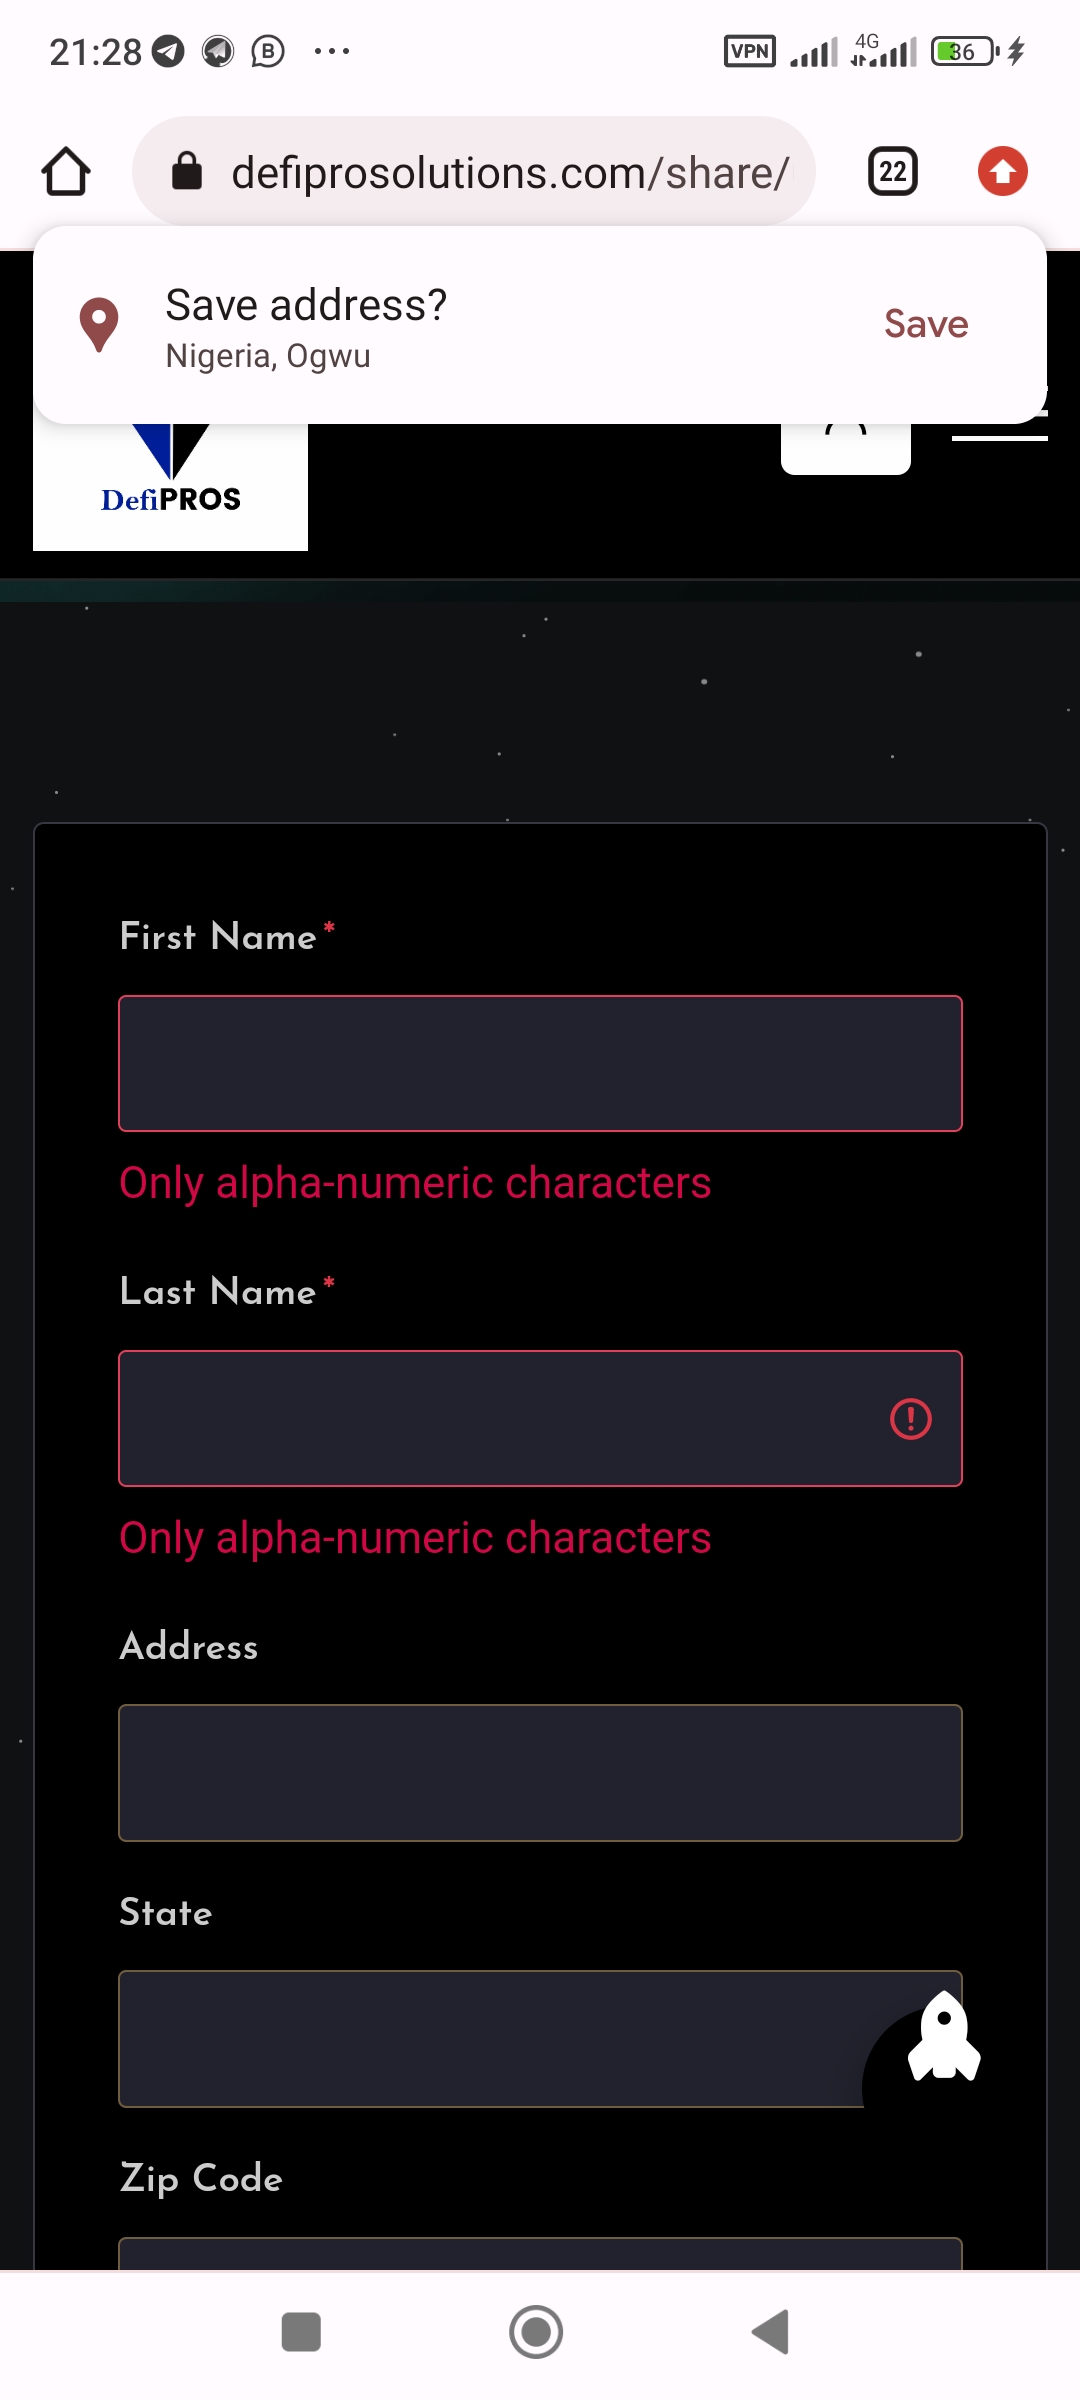 21:28
VPN
4G
36
defiprosolutions.com/share/
22
Save address?
Nigeria, Ogwu
Save
DefiPROS
First Name*
Only alpha-numeric characters
Last Name*
Only alpha-numeric characters
Address
State
Zip Code